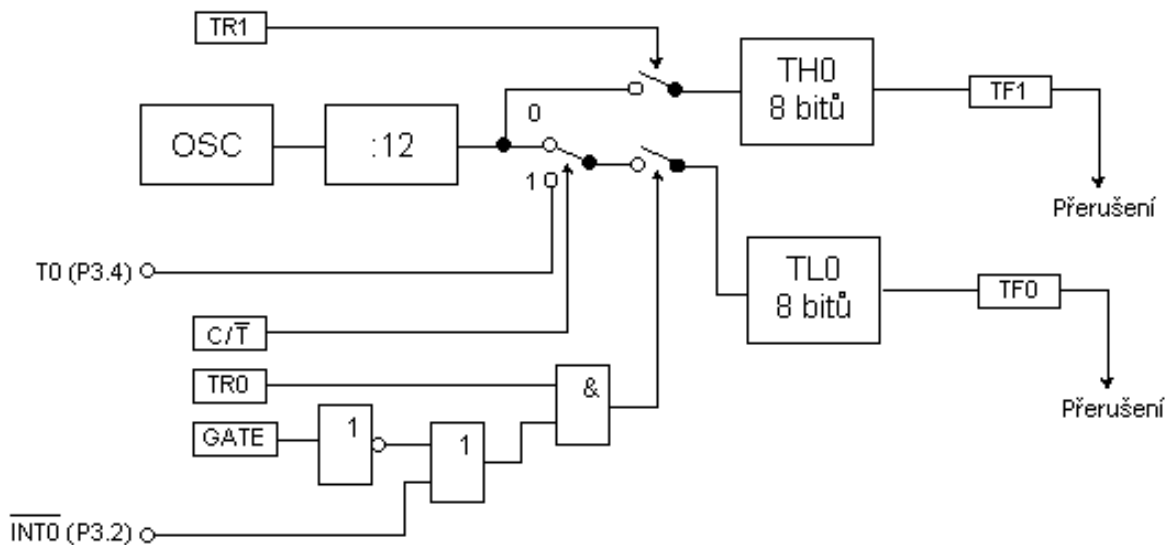 TR1
TH0
8 bitů
TF1
0
OSC
:12
1
Přerušení
T0 (P3.4)
TL0
8 bitů
TF0
C/T̅
TR0
&
Přerušení
GATE
1
1
I̅N̅T̅0̅ (P3.2)